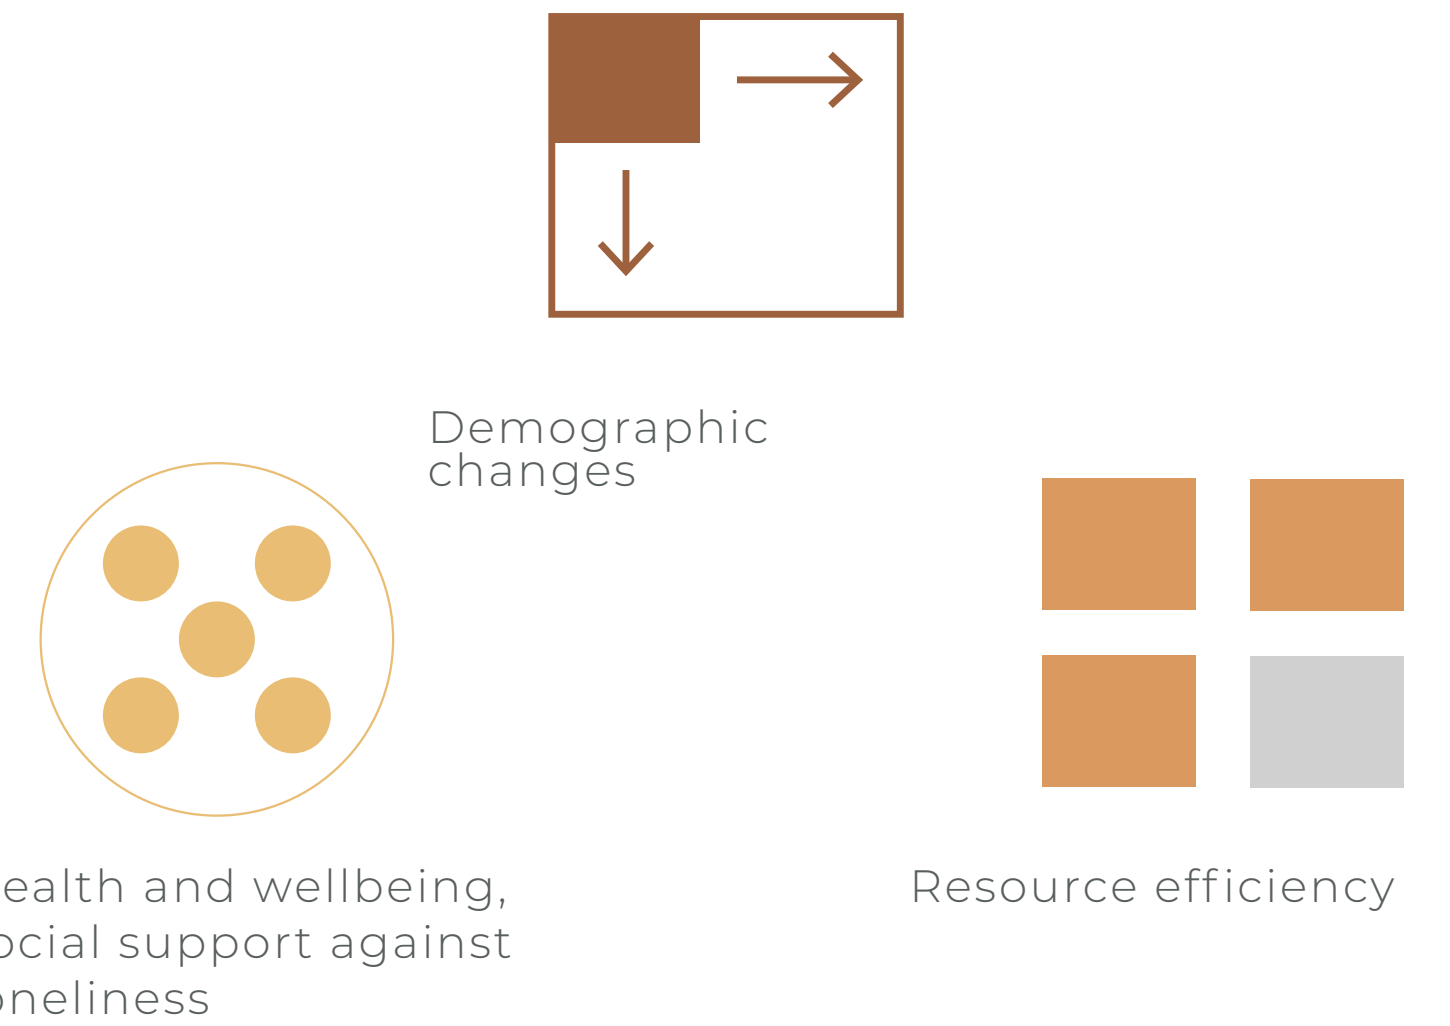 Demographic
changes
ealth and wellbeing,
ocial support against
oneliness
Resource efficiency